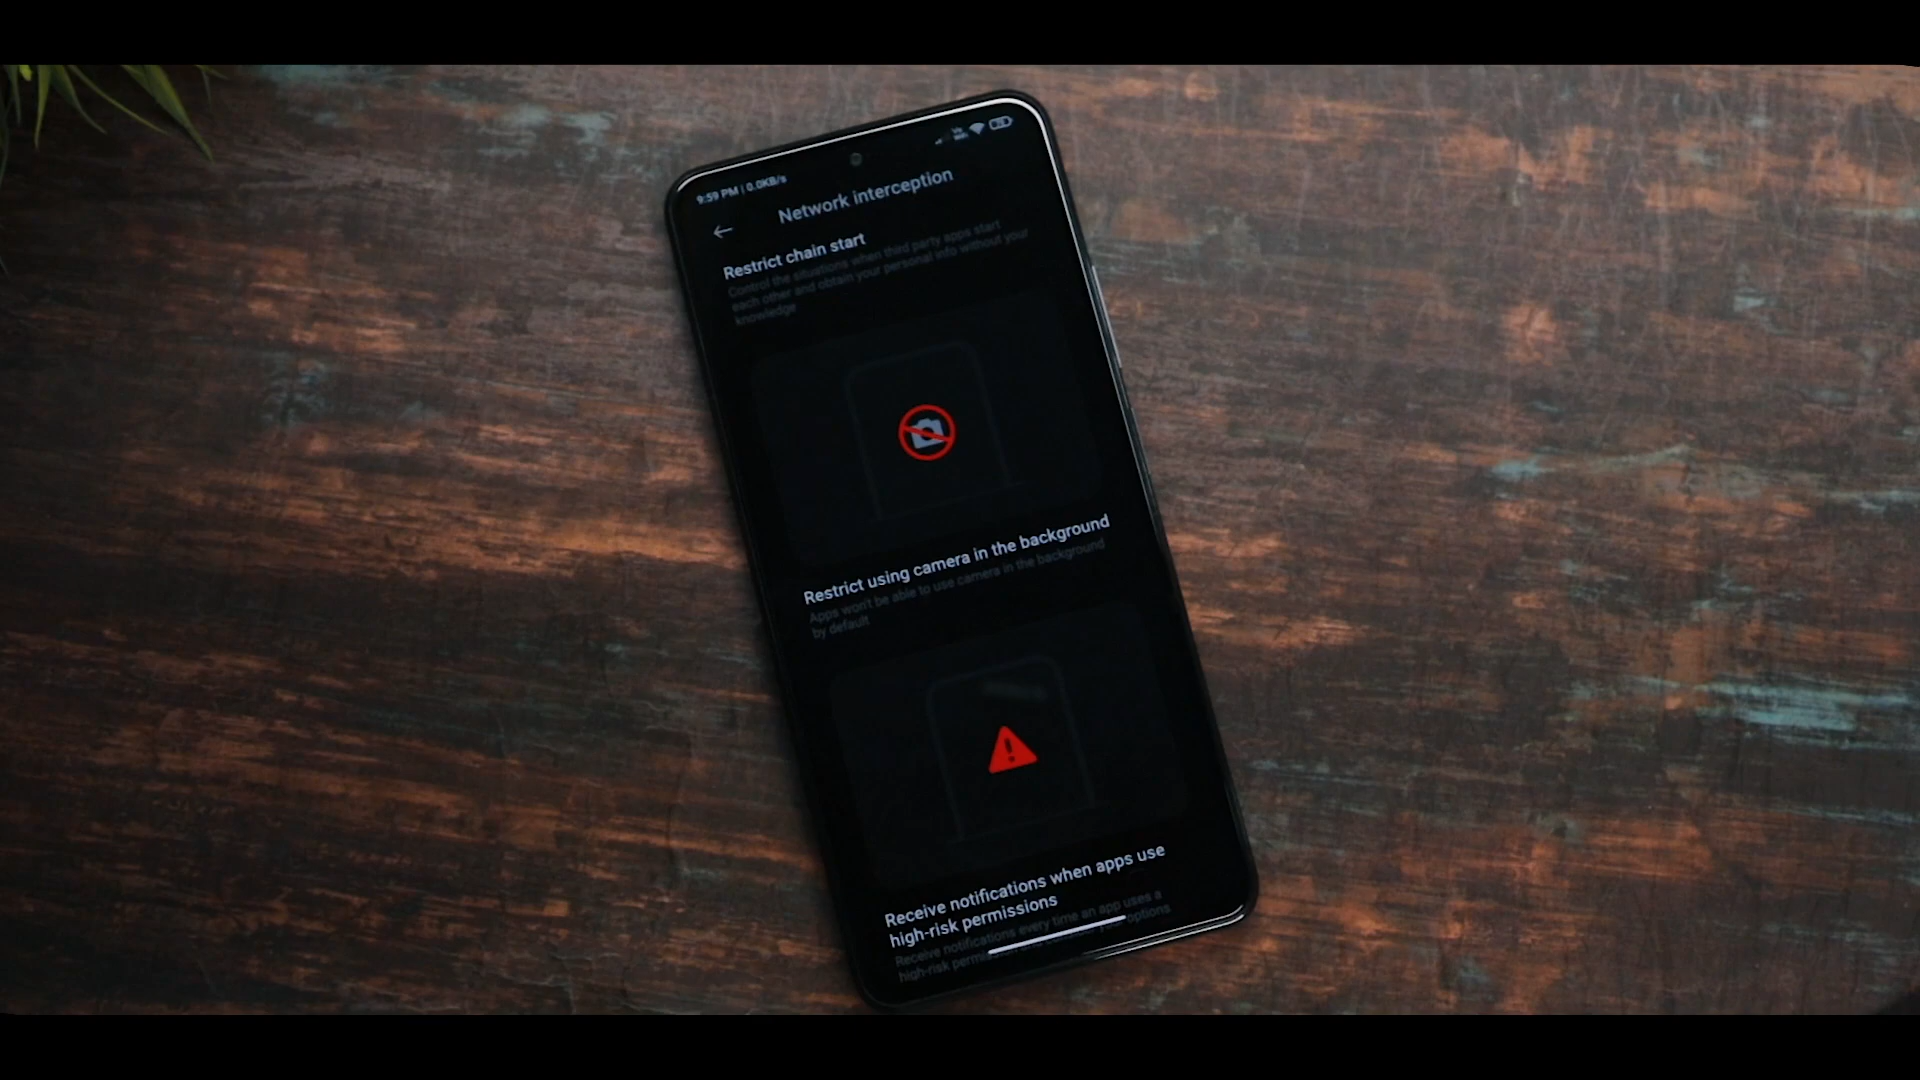 9:59 PM | 0.0KB/s
Network interception
Restrict chain start
Control the situations when third party apps start
each other and obtain your personal info without your
knowledge
Restrict using camera in the background
Apps won't be able to use camera in the background
by default
Receive notifications when apps use
high-risk permissions
Receive notifications every time an app uses a
high-risk options